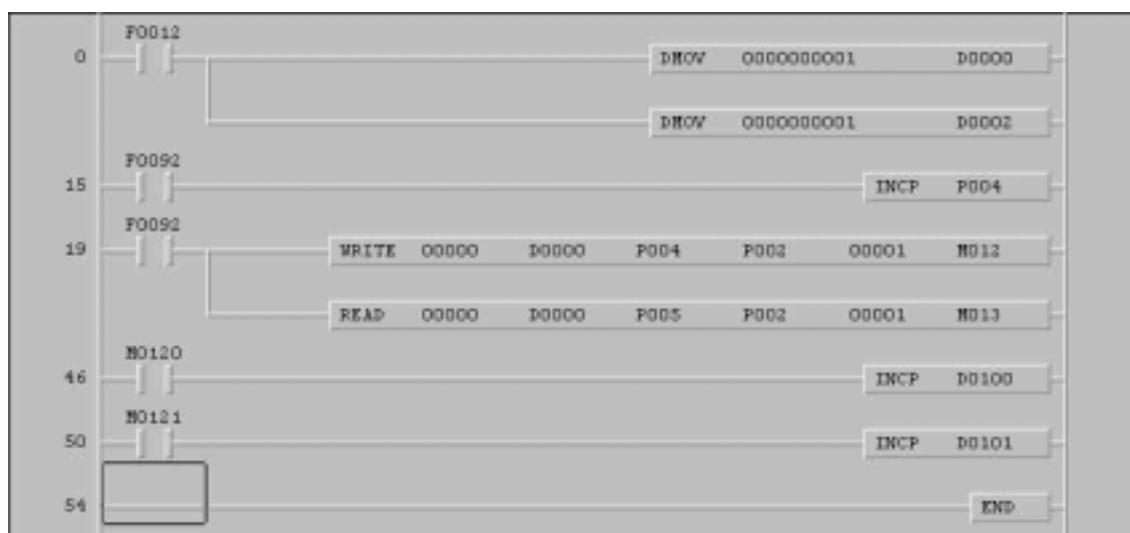 F0012
0 DMOV 0000000001 D0000
DMOV 0000000001 D0002
F0092
15 INCP P004
F0092
19 WRITE 00000 D0000 P004 P002 00001 M012
READ 00000 D0000 P005 P002 00001 M013
M0120
46 INCP D0100
M0121
50 INCP D0101
54 END